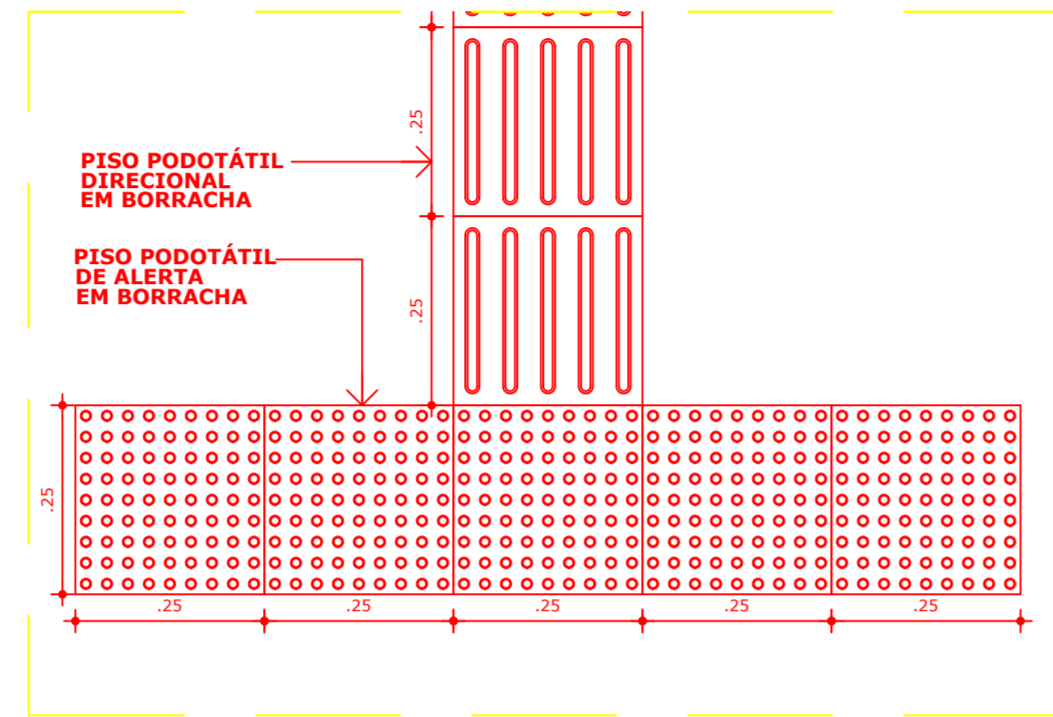 .25
PISO PODOTÁTIL
DIRECIONAL
EM BORRACHA
PISO PODOTÁTIL
DE ALERTA
EM BORRACHA
.25
.25
.25
.25
.25
.25
.25